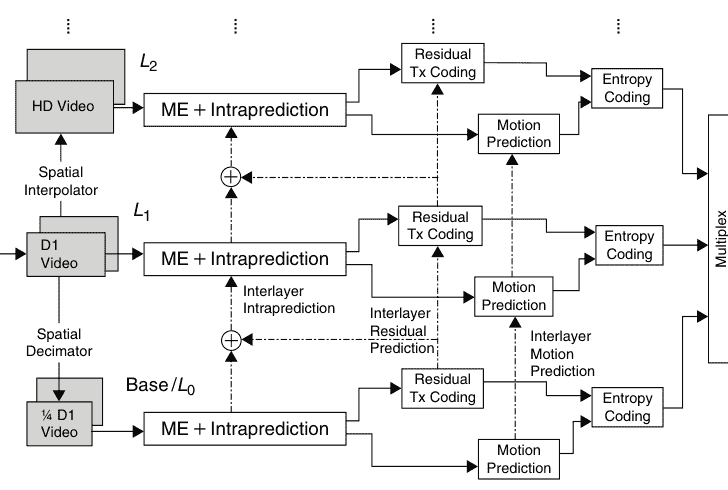 L2
Residual
Tx Coding
Entropy
Coding
HD Video
ME + Intraprediction
Motion
Prediction
Spatial
Interpolator
L1
Residual
Tx Coding
D1
Video
ME + Intraprediction
Entropy
Coding
Multiplex
Motion
Prediction
Interlayer
Intraprediction
Interlayer
Residual
Prediction
Interlayer
Motion
Prediction
Spatial
Decimator
Base/L0
Residual
Tx Coding
Entropy
Coding
¼ D1
Video
ME + Intraprediction
Motion
Prediction